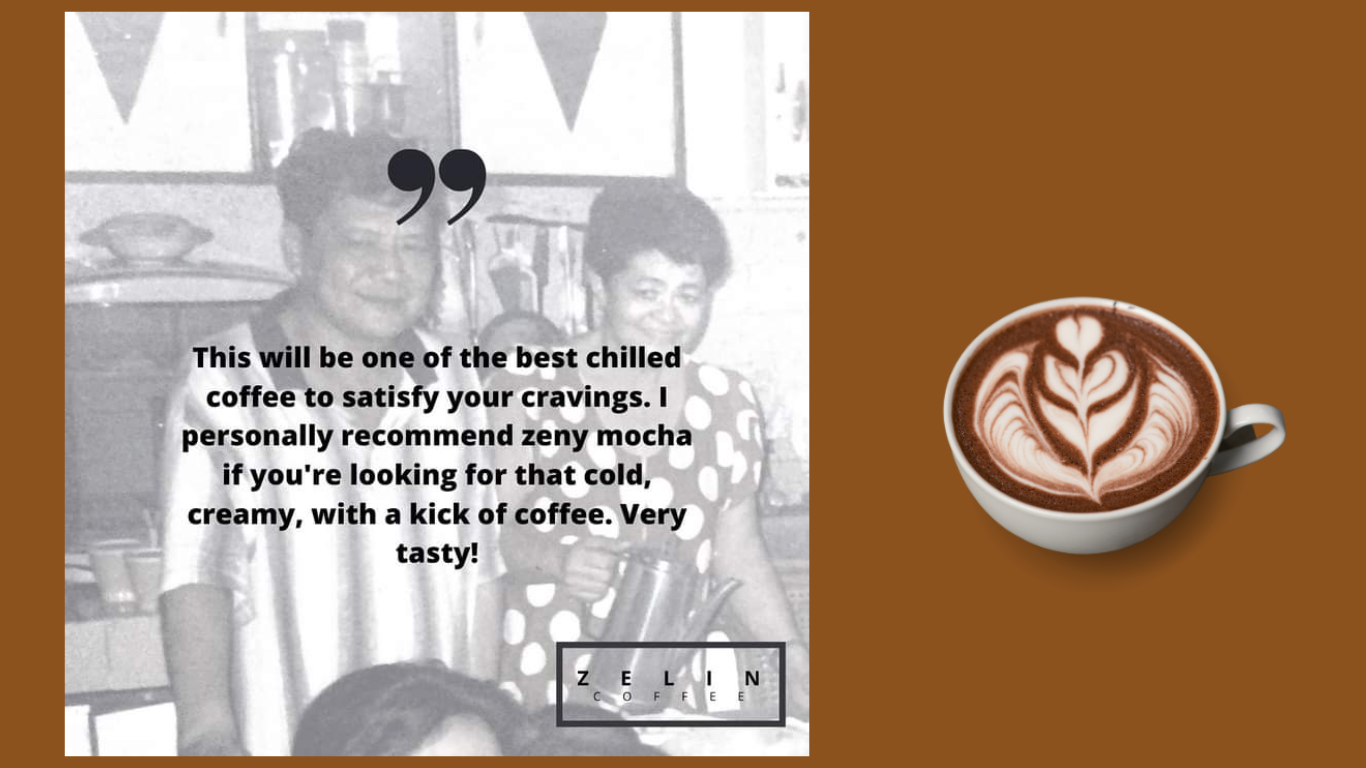 ”
This will be one of the best chilled
coffee to satisfy your cravings. I
personally recommend zeny mocha
if you're looking for that cold,
creamy, with a kick of coffee. Very
tasty!
Z E L I N
C O F F E E